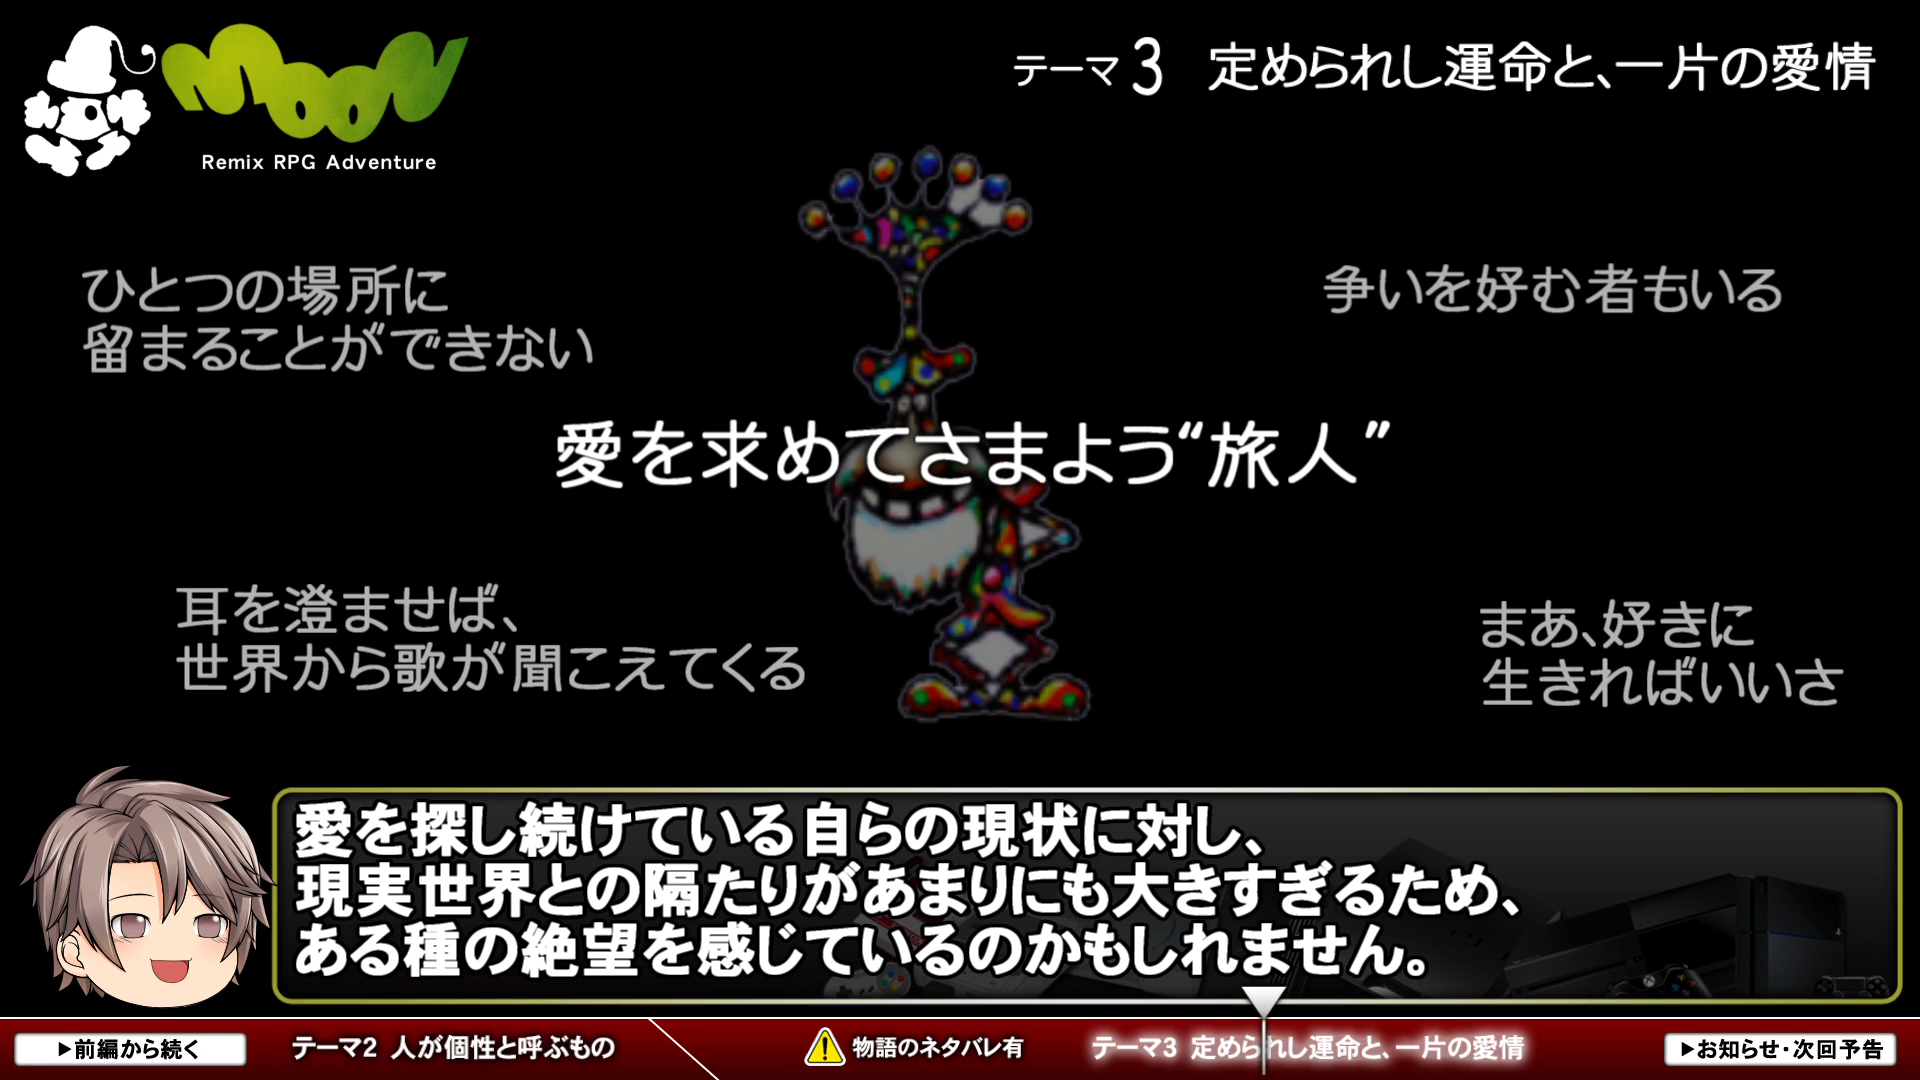 moon
Remix RPG Adventure
テーマ3 定められし運命と、一片の愛情
ひとつの場所に
留まることができない
争いを好む者もいる
愛を求めてさまよう“旅人”
耳を澄ませば、
世界から歌が聞こえてくる
まあ、好きに
生きればいいさ
愛を探し続けている自らの現状に対し、
現実世界との隔たりがあまりにも大きすぎるため、
ある種の絶望を感じているのかもしれません。
▶前編から続く
テーマ2 人が個性と呼ぶもの
物語のネタバレ有
テーマ3 定められし運命と、一片の愛情
▶お知らせ・次回予告